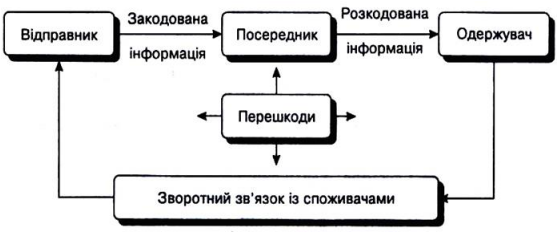 Відправник
Закодована
інформація
Посередник
Розкодована
інформація
Одержувач
Перешкоди
Зворотний зв'язок із споживачами